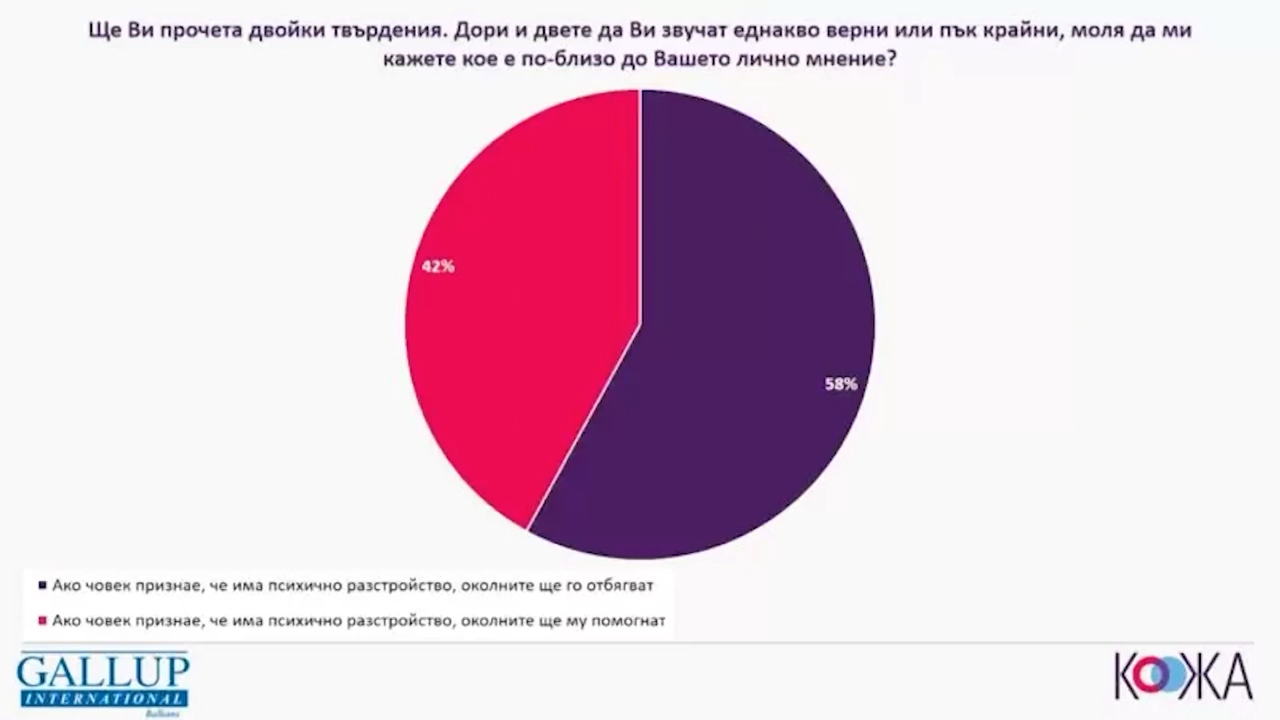 Ще Ви прочета двойки твърдения. Дори и двете да Ви звучат еднакво верни или пък крайни, моля да ми
кажете кое е по-близо до Вашето лично мнение?
42%
58%
Ако човек признае, че има психично разстройство, околните ще го отбягват
Ако човек признае, че има психично разстройство, околните ще му помогнат
GALLUP
INTERNATIONAL
Balkans
КОЖА